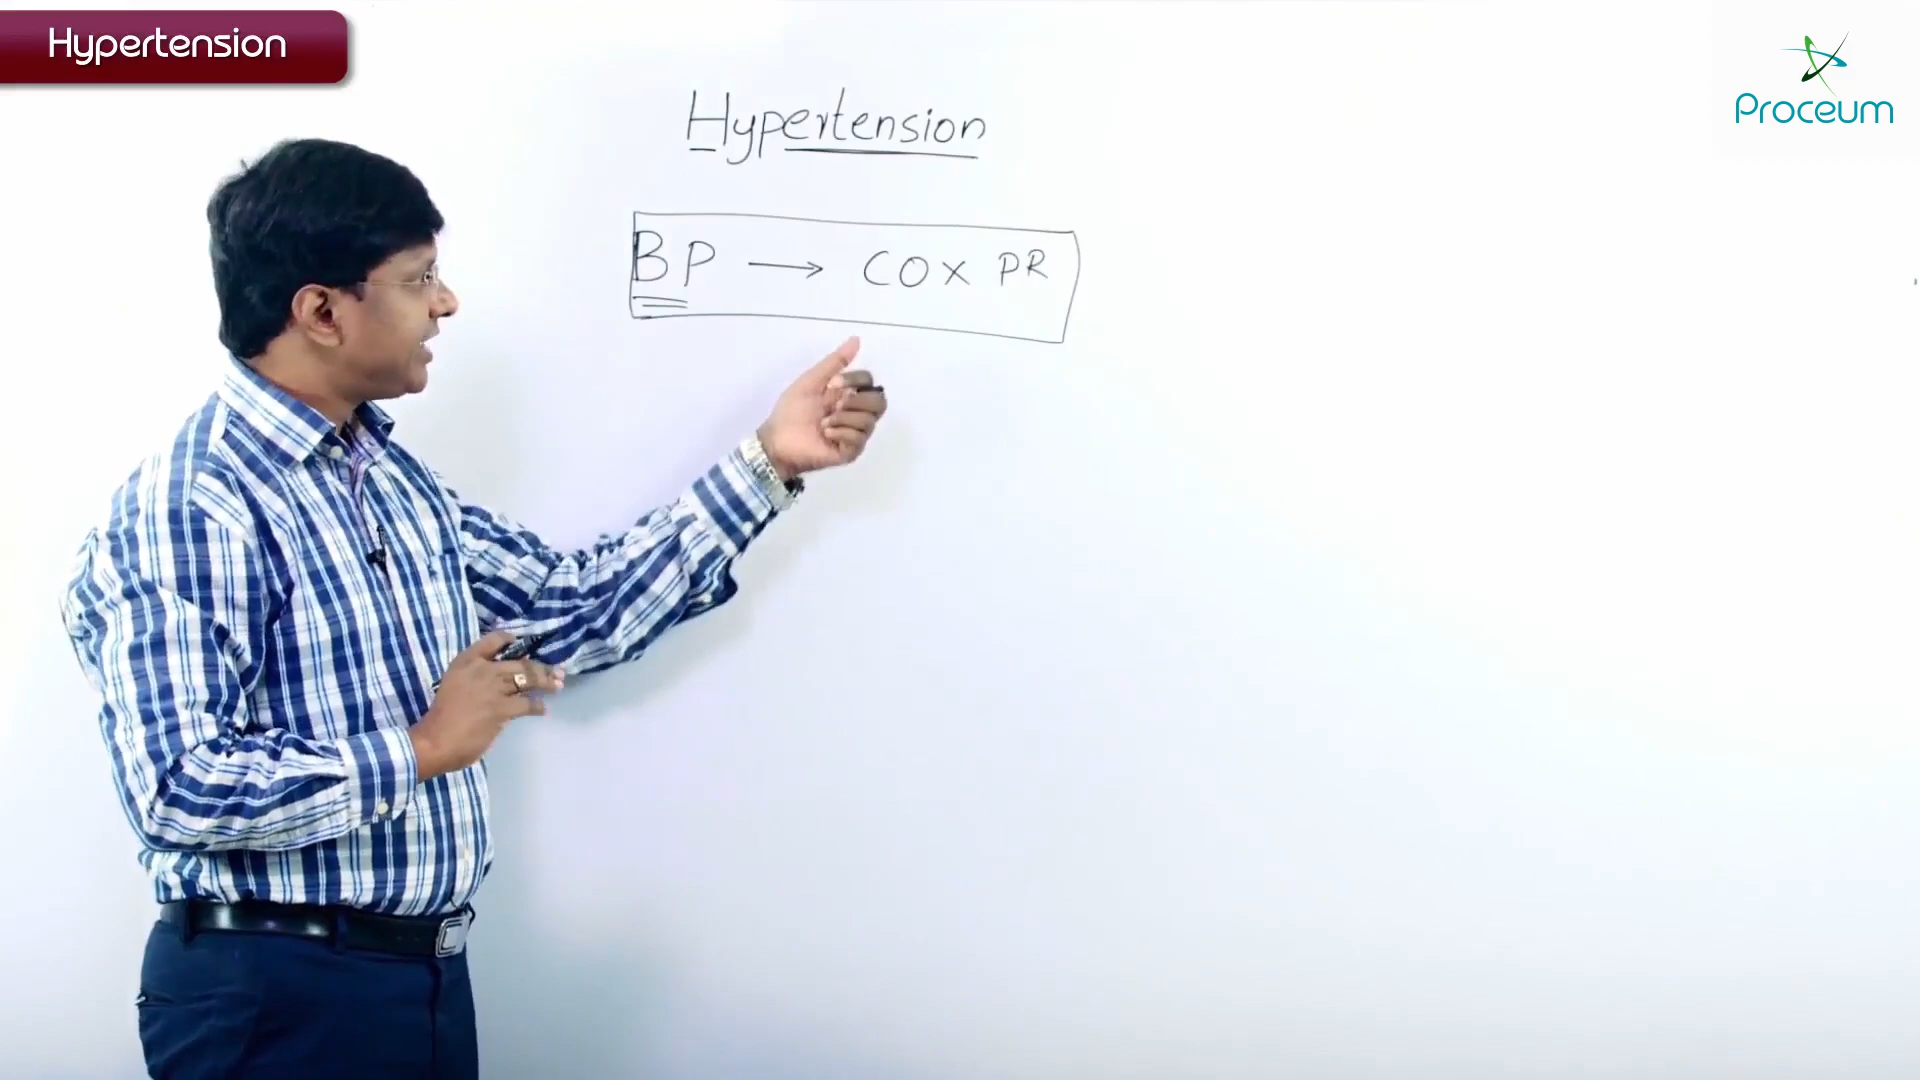 Hypertension
Proceum
Hypertension
BP → CO x PR